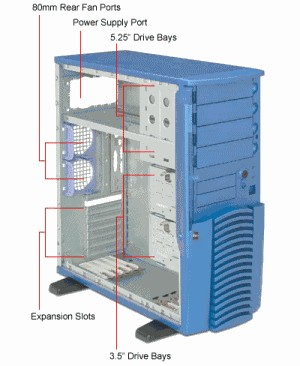 80mm Rear Fan Ports
Power Supply Port
5.25" Drive Bays
Expansion Slots
3.5" Drive Bays